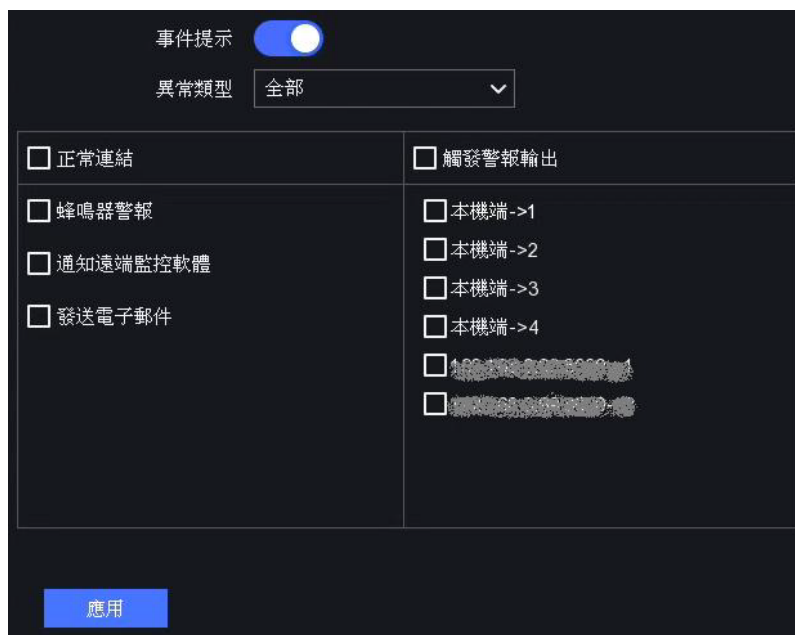 事件提示
異常類型 全部
正常連結
觸發警報輸出
蜂鳴器警報
通知遠端監控軟體
發送電子郵件
本機端->1
本機端->2
本機端->3
本機端->4
應用